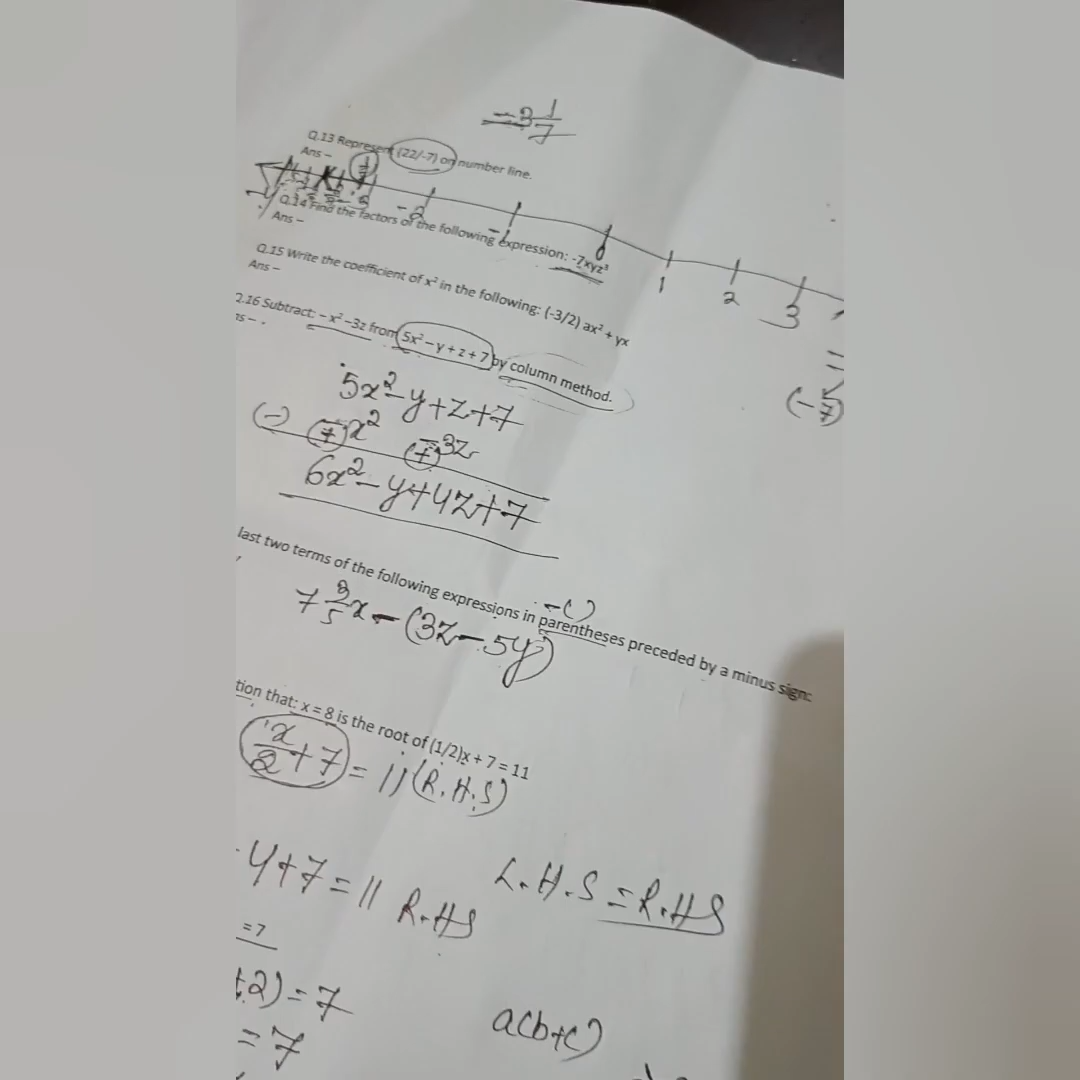 = -3 1/7
Q.13 Represent (22/-7) on number line.
Ans –
-2 -1 0 1 2 3
Q.14 Find the factors of the following expression: -7xyz³
Ans –
Q.15 Write the coefficient of x² in the following: (-3/2) ax² + yx
Ans –
Q.16 Subtract: – x² –3z from 5x² – y + z + 7 by column method.
ns – .
5x² - y + z + 7
(-) (+) x² (+) 3z
6x² - y + 4z + 7
last two terms of the following expressions in parentheses preceded by a minus sign:
- ( )
7 3/5 x - (3z - 5y)
tion that: x = 8 is the root of (1/2)x + 7 = 11
x/2 + 7 = 11 (R.H.S)
4 + 7 = 11 R.HS
L.H.S = R.HS
= 7
+2) = 7
= 7
a(b+c)